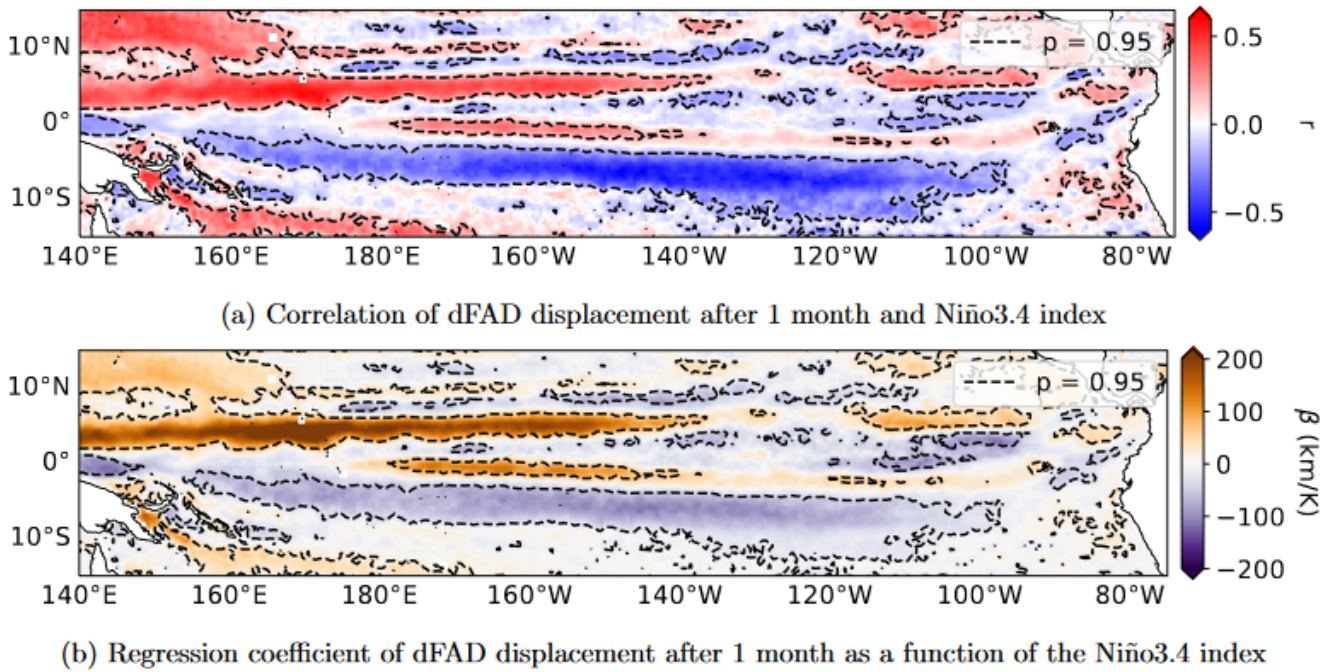 10°N
0°
10°S
140°E 160°E 180°E 160°W 140°W 120°W 100°W 80°W
p = 0.95
0.5
0.0
−0.5
r
(a) Correlation of dFAD displacement after 1 month and Niño3.4 index
10°N
0°
10°S
140°E 160°E 180°E 160°W 140°W 120°W 100°W 80°W
p = 0.95
200
100
0
−100
−200
β (km/K)
(b) Regression coefficient of dFAD displacement after 1 month as a function of the Niño3.4 index